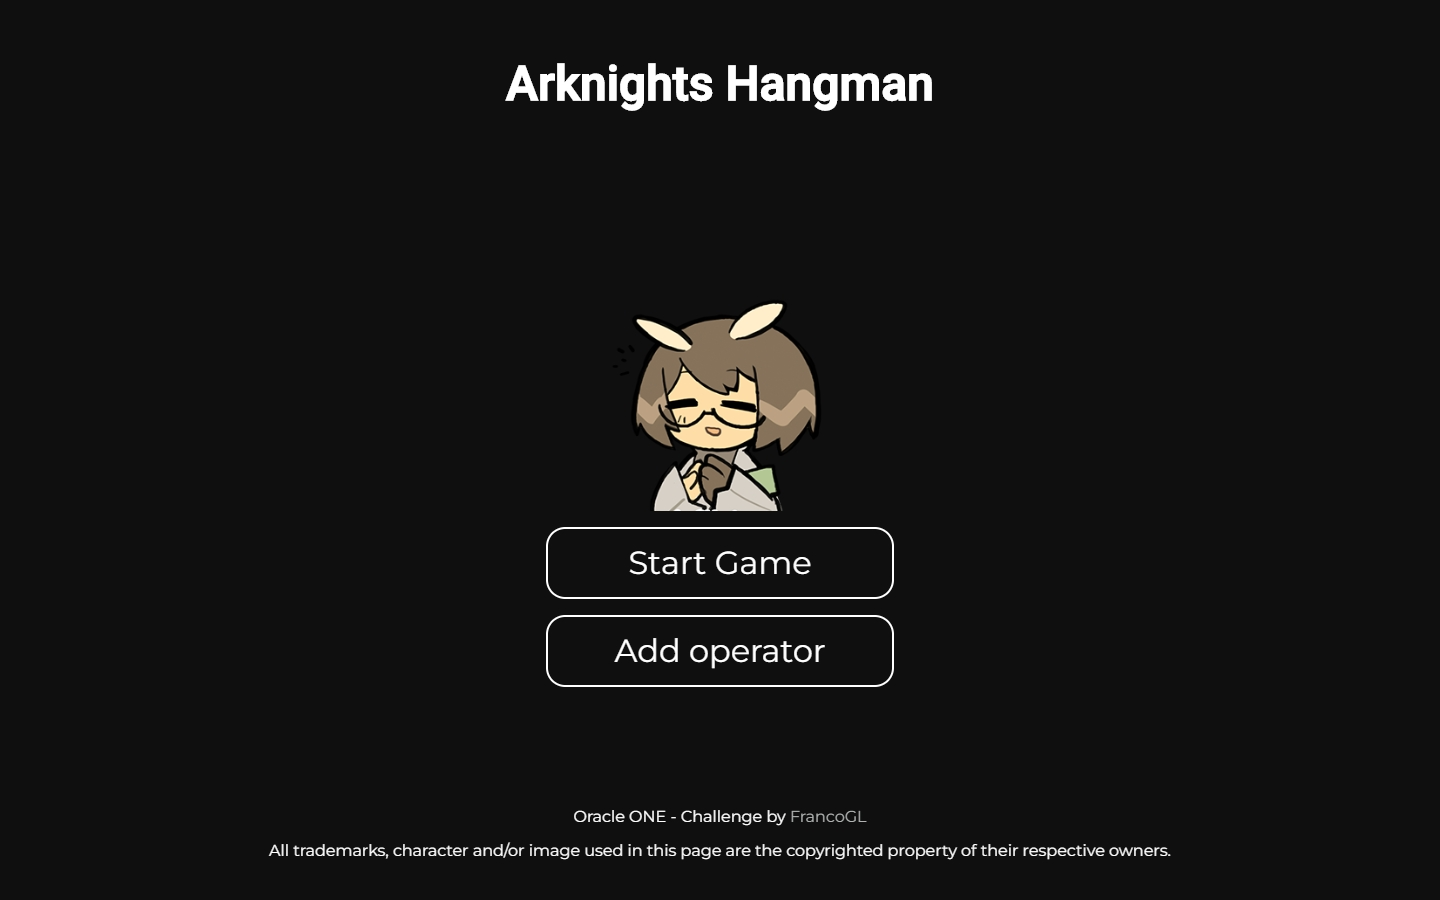 Arknights Hangman
Start Game
Add operator
Oracle ONE - Challenge by FrancoGL
All trademarks, character and/or image used in this page are the copyrighted property of their respective owners.